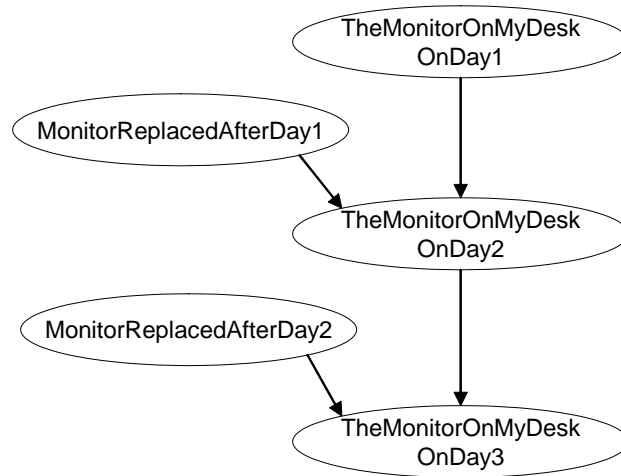 TheMonitorOnMyDesk
OnDay1
MonitorReplacedAfterDay1
TheMonitorOnMyDesk
OnDay2
MonitorReplacedAfterDay2
TheMonitorOnMyDesk
OnDay3